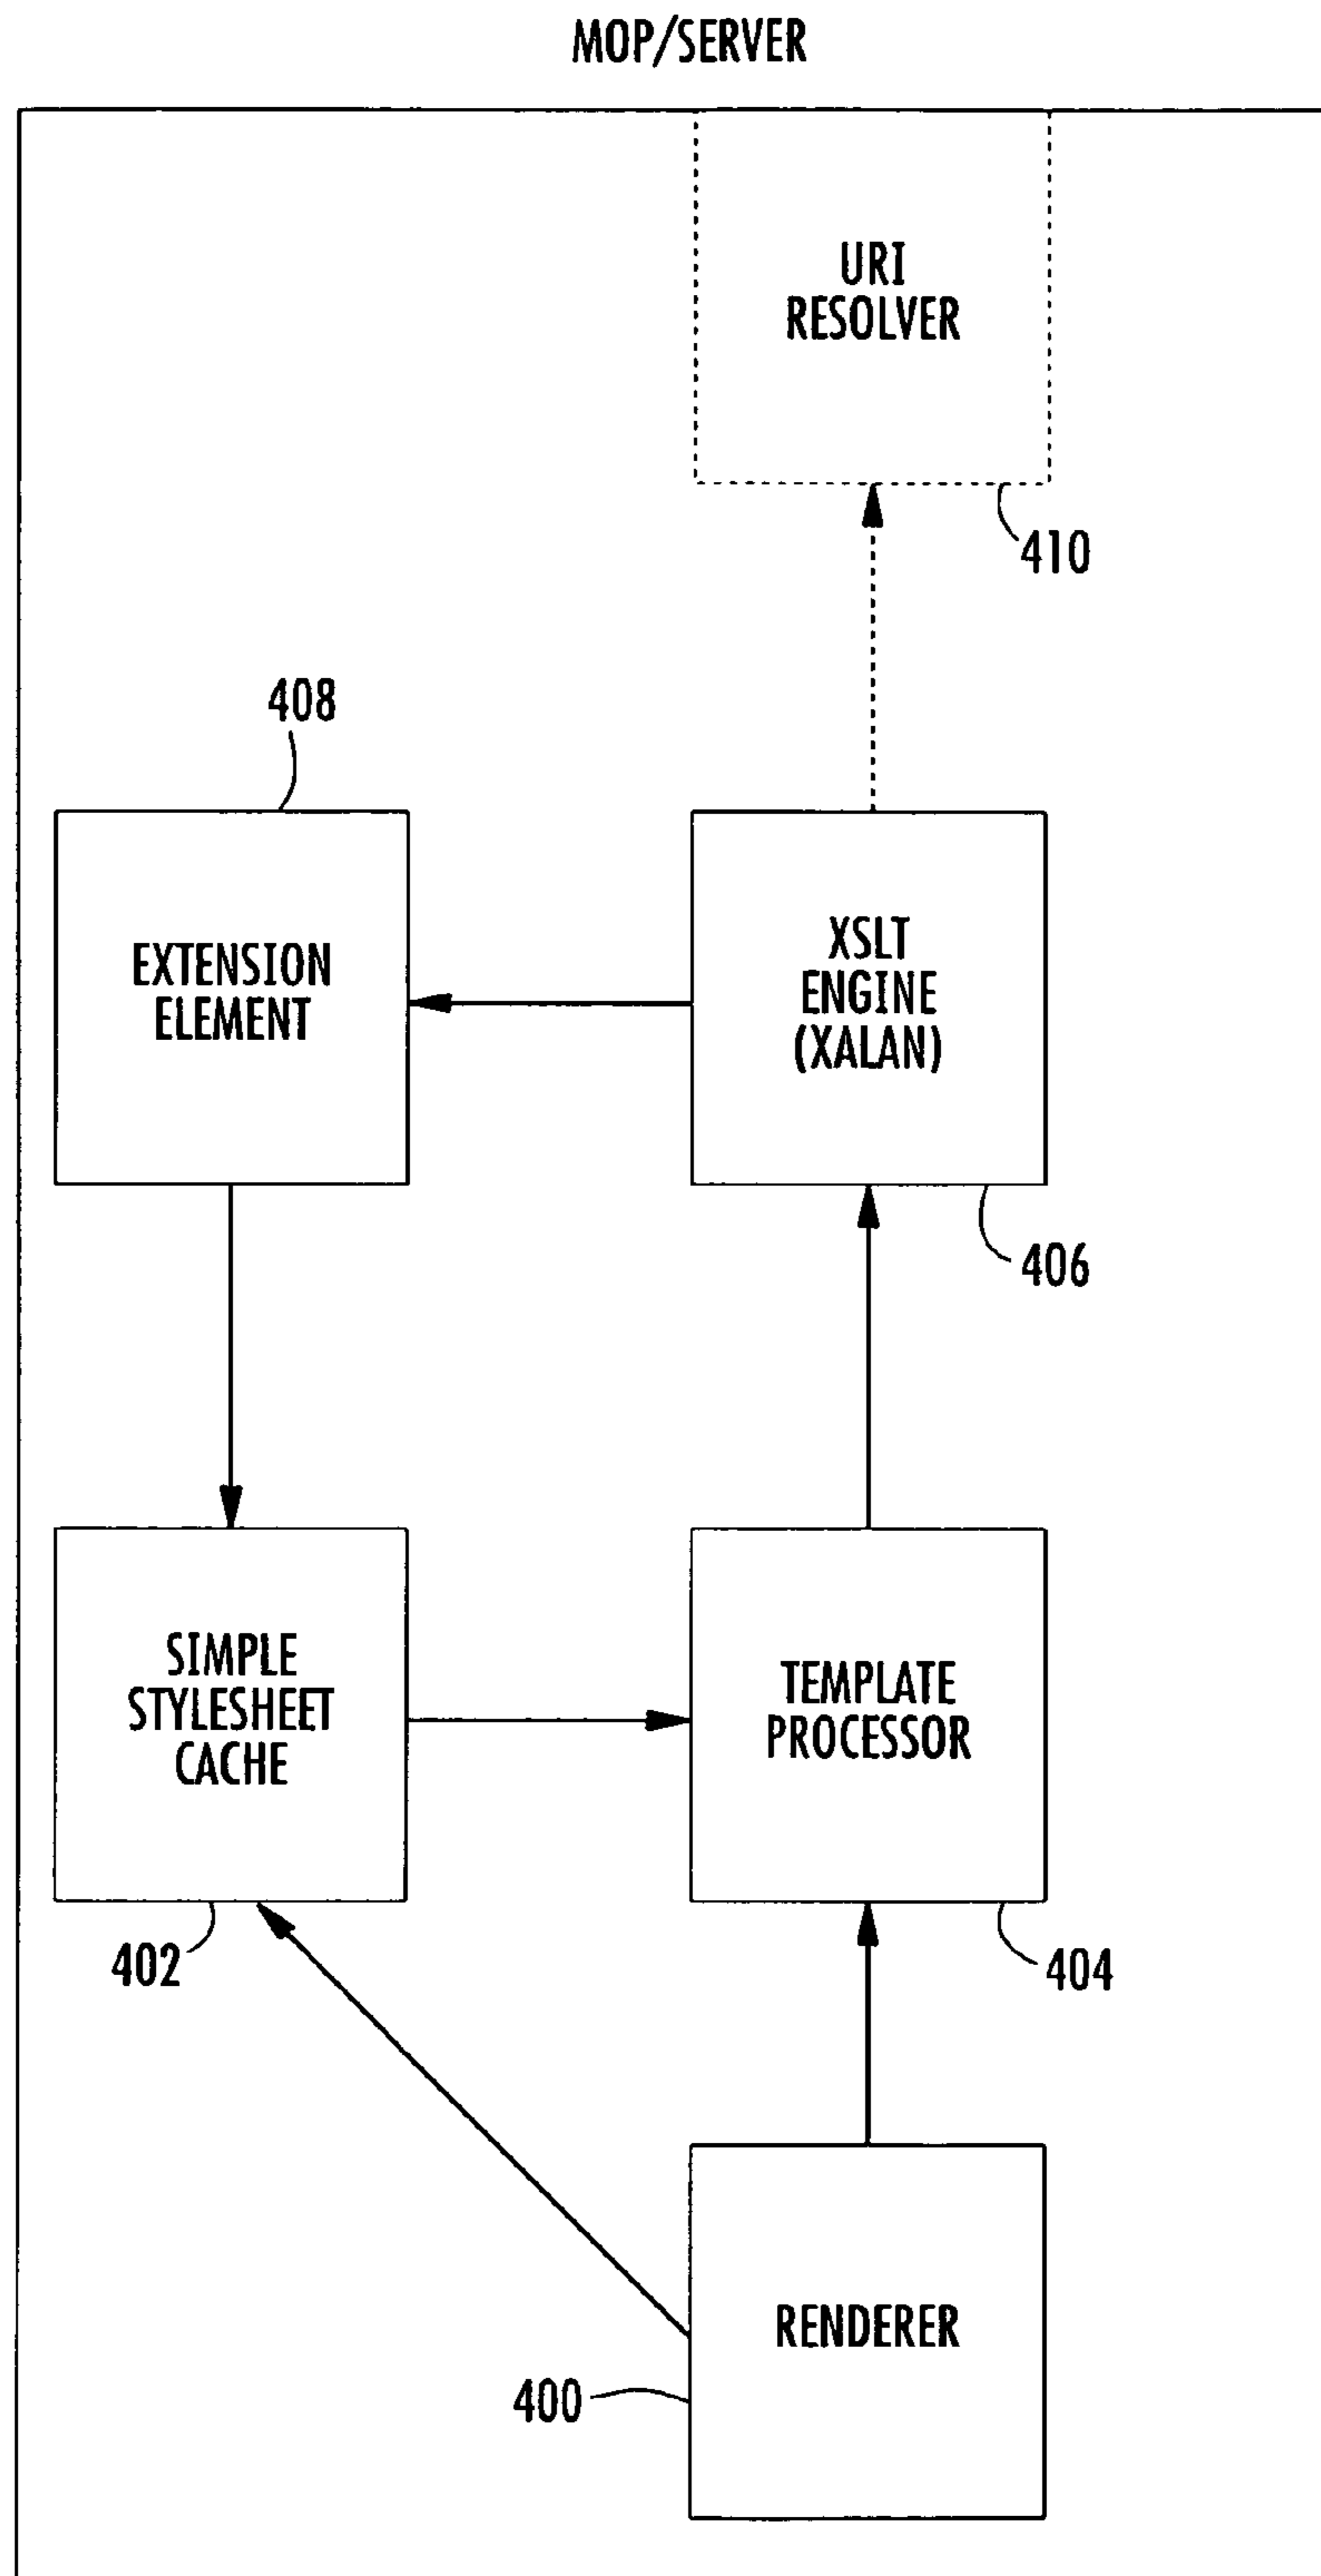 MOP/SERVER
URI
RESOLVER
410
408
EXTENSION
ELEMENT
XSLT
ENGINE
(XALAN)
406
SIMPLE
STYLESHEET
CACHE
TEMPLATE
PROCESSOR
402
404
RENDERER
400